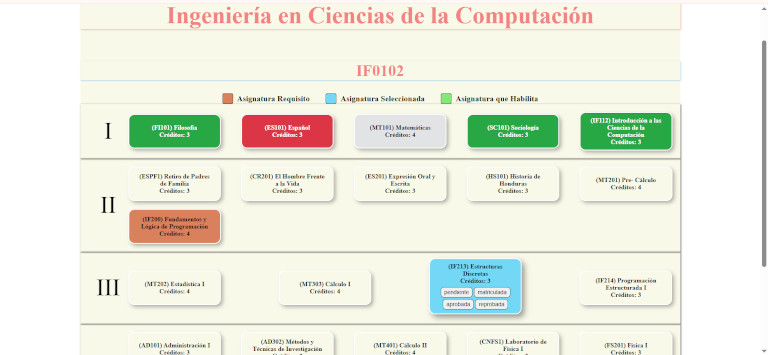 Ingeniería en Ciencias de la Computación
IF0102
Asignatura Requisito Asignatura Seleccionada Asignatura que Habilita
I
(FI101) Filosofía
Créditos: 3
(ES101) Español
Créditos: 3
(MT101) Matemáticas
Créditos: 4
(SC101) Sociología
Créditos: 3
(IF112) Introducción a las
Ciencias de la
Computación
Créditos: 3
II
(ESPF1) Retiro de Padres
de Familia
Créditos: 3
(CR201) El Hombre Frente
a la Vida
Créditos: 3
(ES201) Expresión Oral y
Escrita
Créditos: 3
(HS101) Historia de
Honduras
Créditos: 3
(MT201) Pre- Cálculo
Créditos: 4
(IF200) Fundamentos y
Lógica de Programación
Créditos: 4
III
(MT202) Estadística I
Créditos: 4
(MT303) Cálculo I
Créditos: 4
(IF213) Estructuras
Discretas
Créditos: 3
pendiente matriculada
aprobada reprobada
(IF214) Programación
Estructurada I
Créditos: 3
(AD101) Administración I
Créditos: 3
(AD302) Métodos y
Técnicas de Investigación
(MT401) Cálculo II
Créditos: 4
(CNFS1) Laboratorio de
Física I
(FS201) Física I
Créditos: 3